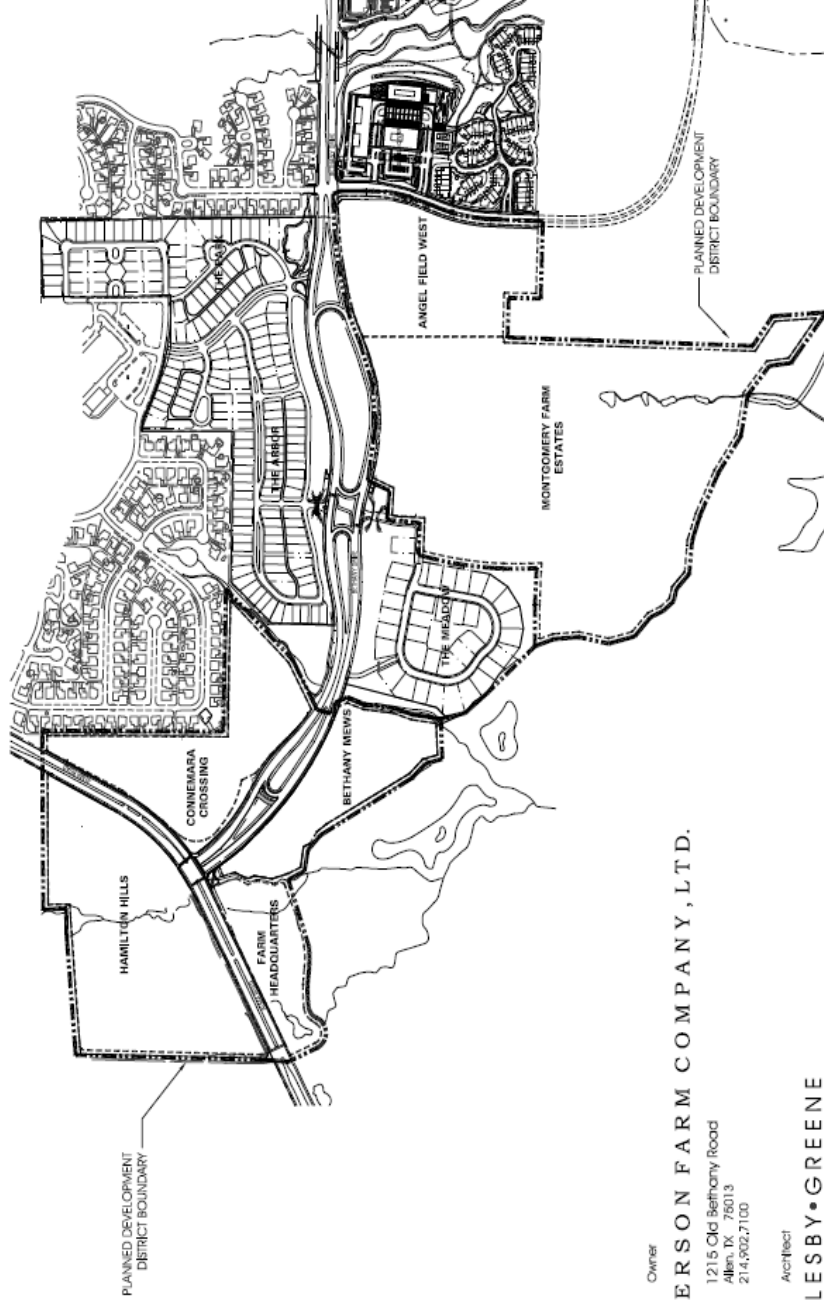 PLANNED DEVELOPMENT
DISTRICT BOUNDARY
HAMILTON HILLS
FARM
HEADQUARTERS
CONNEMARA
CROSSING
BETHANY MEWS
THE MEADOW
THE ARBOR
THE PARK
MONTGOMERY FARM
ESTATES
ANGEL FIELD WEST
PLANNED DEVELOPMENT
DISTRICT BOUNDARY
Owner
ERSON FARM COMPANY, LTD.
1215 Old Bethany Road
Allen, TX 75013
214.902.7100
Architect
LESBY•GREENE